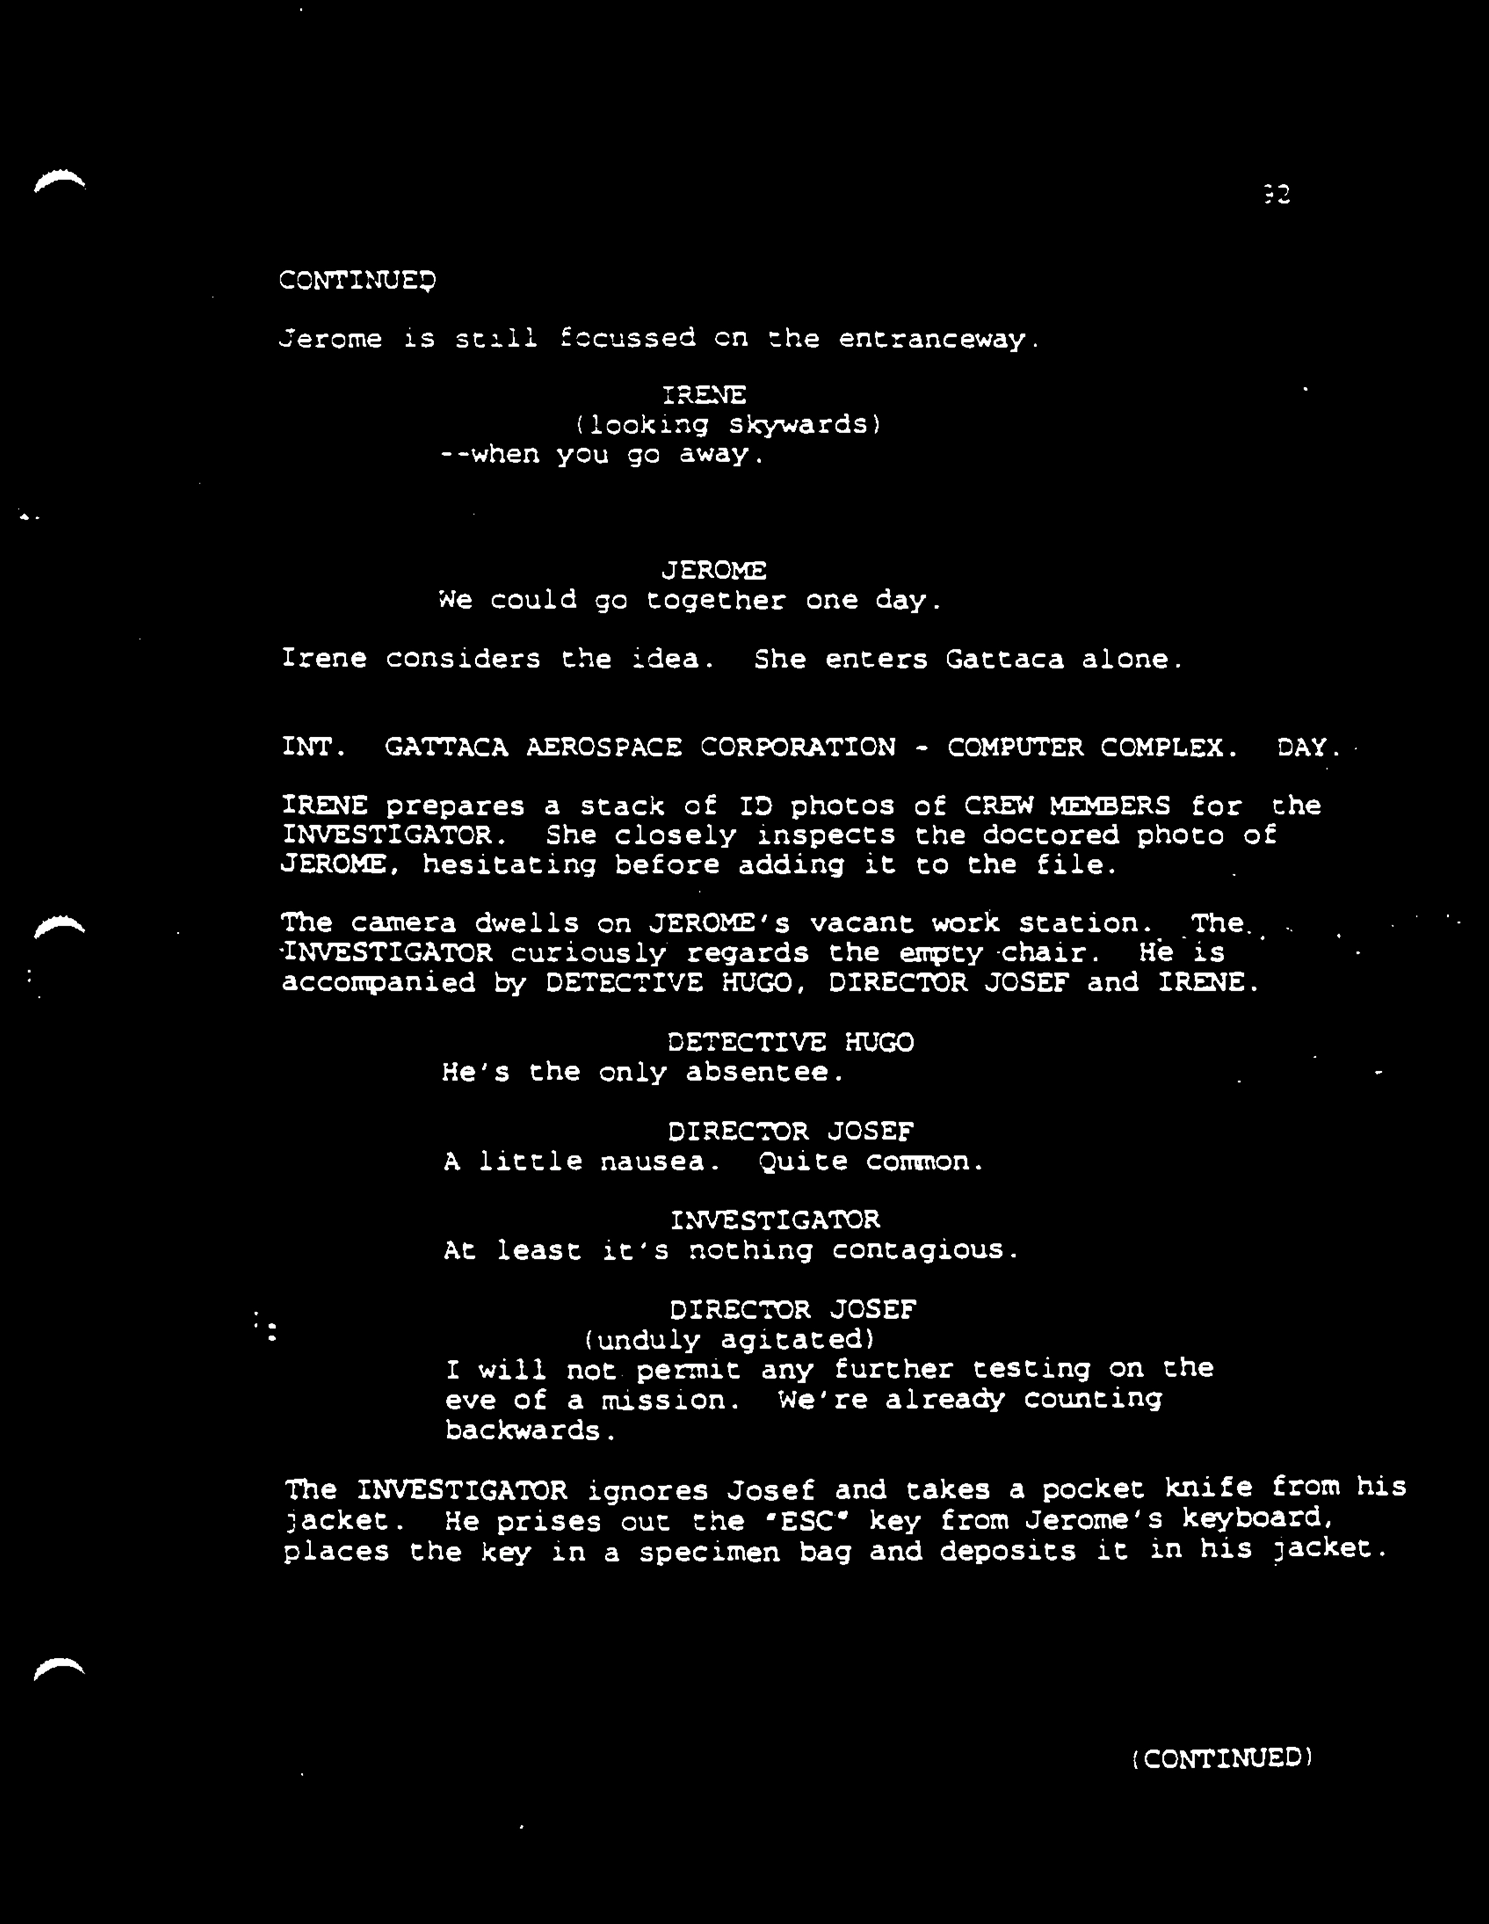 92
CONTINUED
Jerome is still focussed on the entranceway.
IRENE
(looking skywards)
--when you go away.
JEROME
We could go together one day.
Irene considers the idea. She enters Gattaca alone.
INT. GATTACA AEROSPACE CORPORATION - COMPUTER COMPLEX. DAY.
IRENE prepares a stack of ID photos of CREW MEMBERS for the
INVESTIGATOR. She closely inspects the doctored photo of
JEROME, hesitating before adding it to the file.
The camera dwells on JEROME's vacant work station. The
INVESTIGATOR curiously regards the empty chair. He is
accompanied by DETECTIVE HUGO, DIRECTOR JOSEF and IRENE.
DETECTIVE HUGO
He's the only absentee.
DIRECTOR JOSEF
A little nausea. Quite common.
INVESTIGATOR
At least it's nothing contagious.
DIRECTOR JOSEF
(unduly agitated)
I will not permit any further testing on the
eve of a mission. We're already counting
backwards.
The INVESTIGATOR ignores Josef and takes a pocket knife from his
jacket. He prises out the "ESC" key from Jerome's keyboard,
places the key in a specimen bag and deposits it in his jacket.
(CONTINUED)